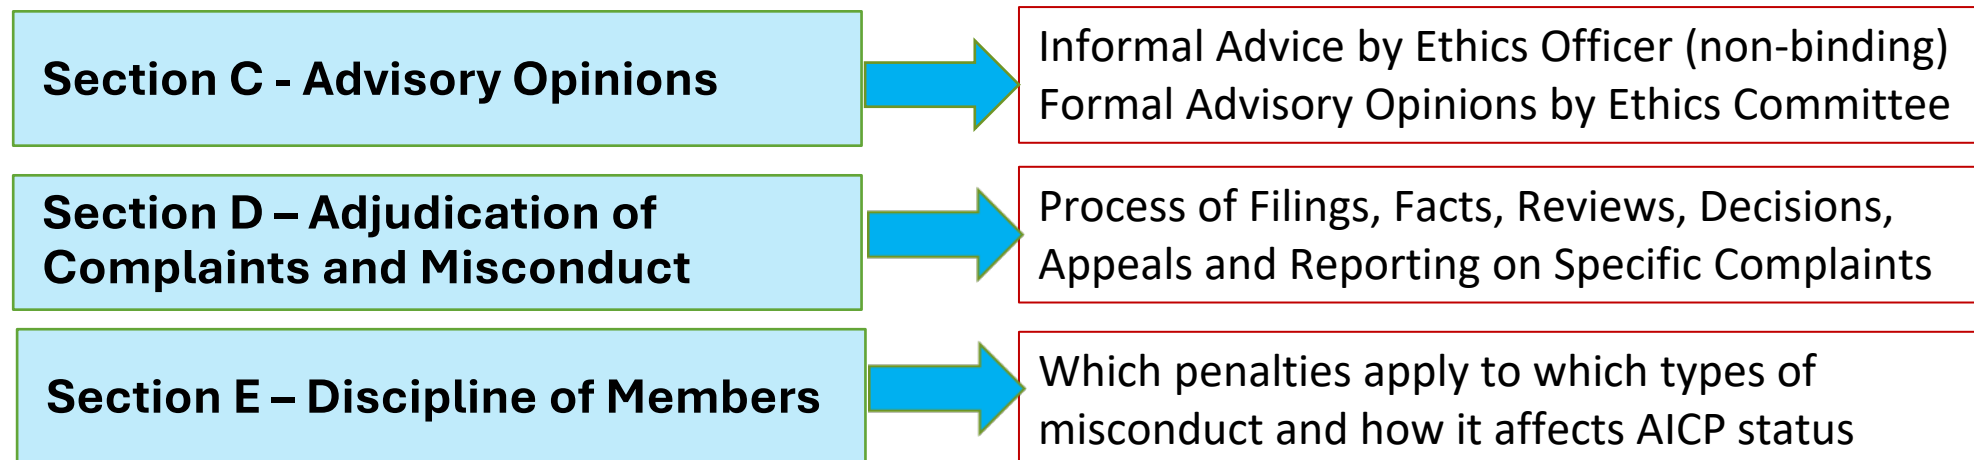 Section C - Advisory Opinions
Informal Advice by Ethics Officer (non-binding)
Formal Advisory Opinions by Ethics Committee
Section D – Adjudication of
Complaints and Misconduct
Process of Filings, Facts, Reviews, Decisions,
Appeals and Reporting on Specific Complaints
Section E – Discipline of Members
Which penalties apply to which types of
misconduct and how it affects AICP status